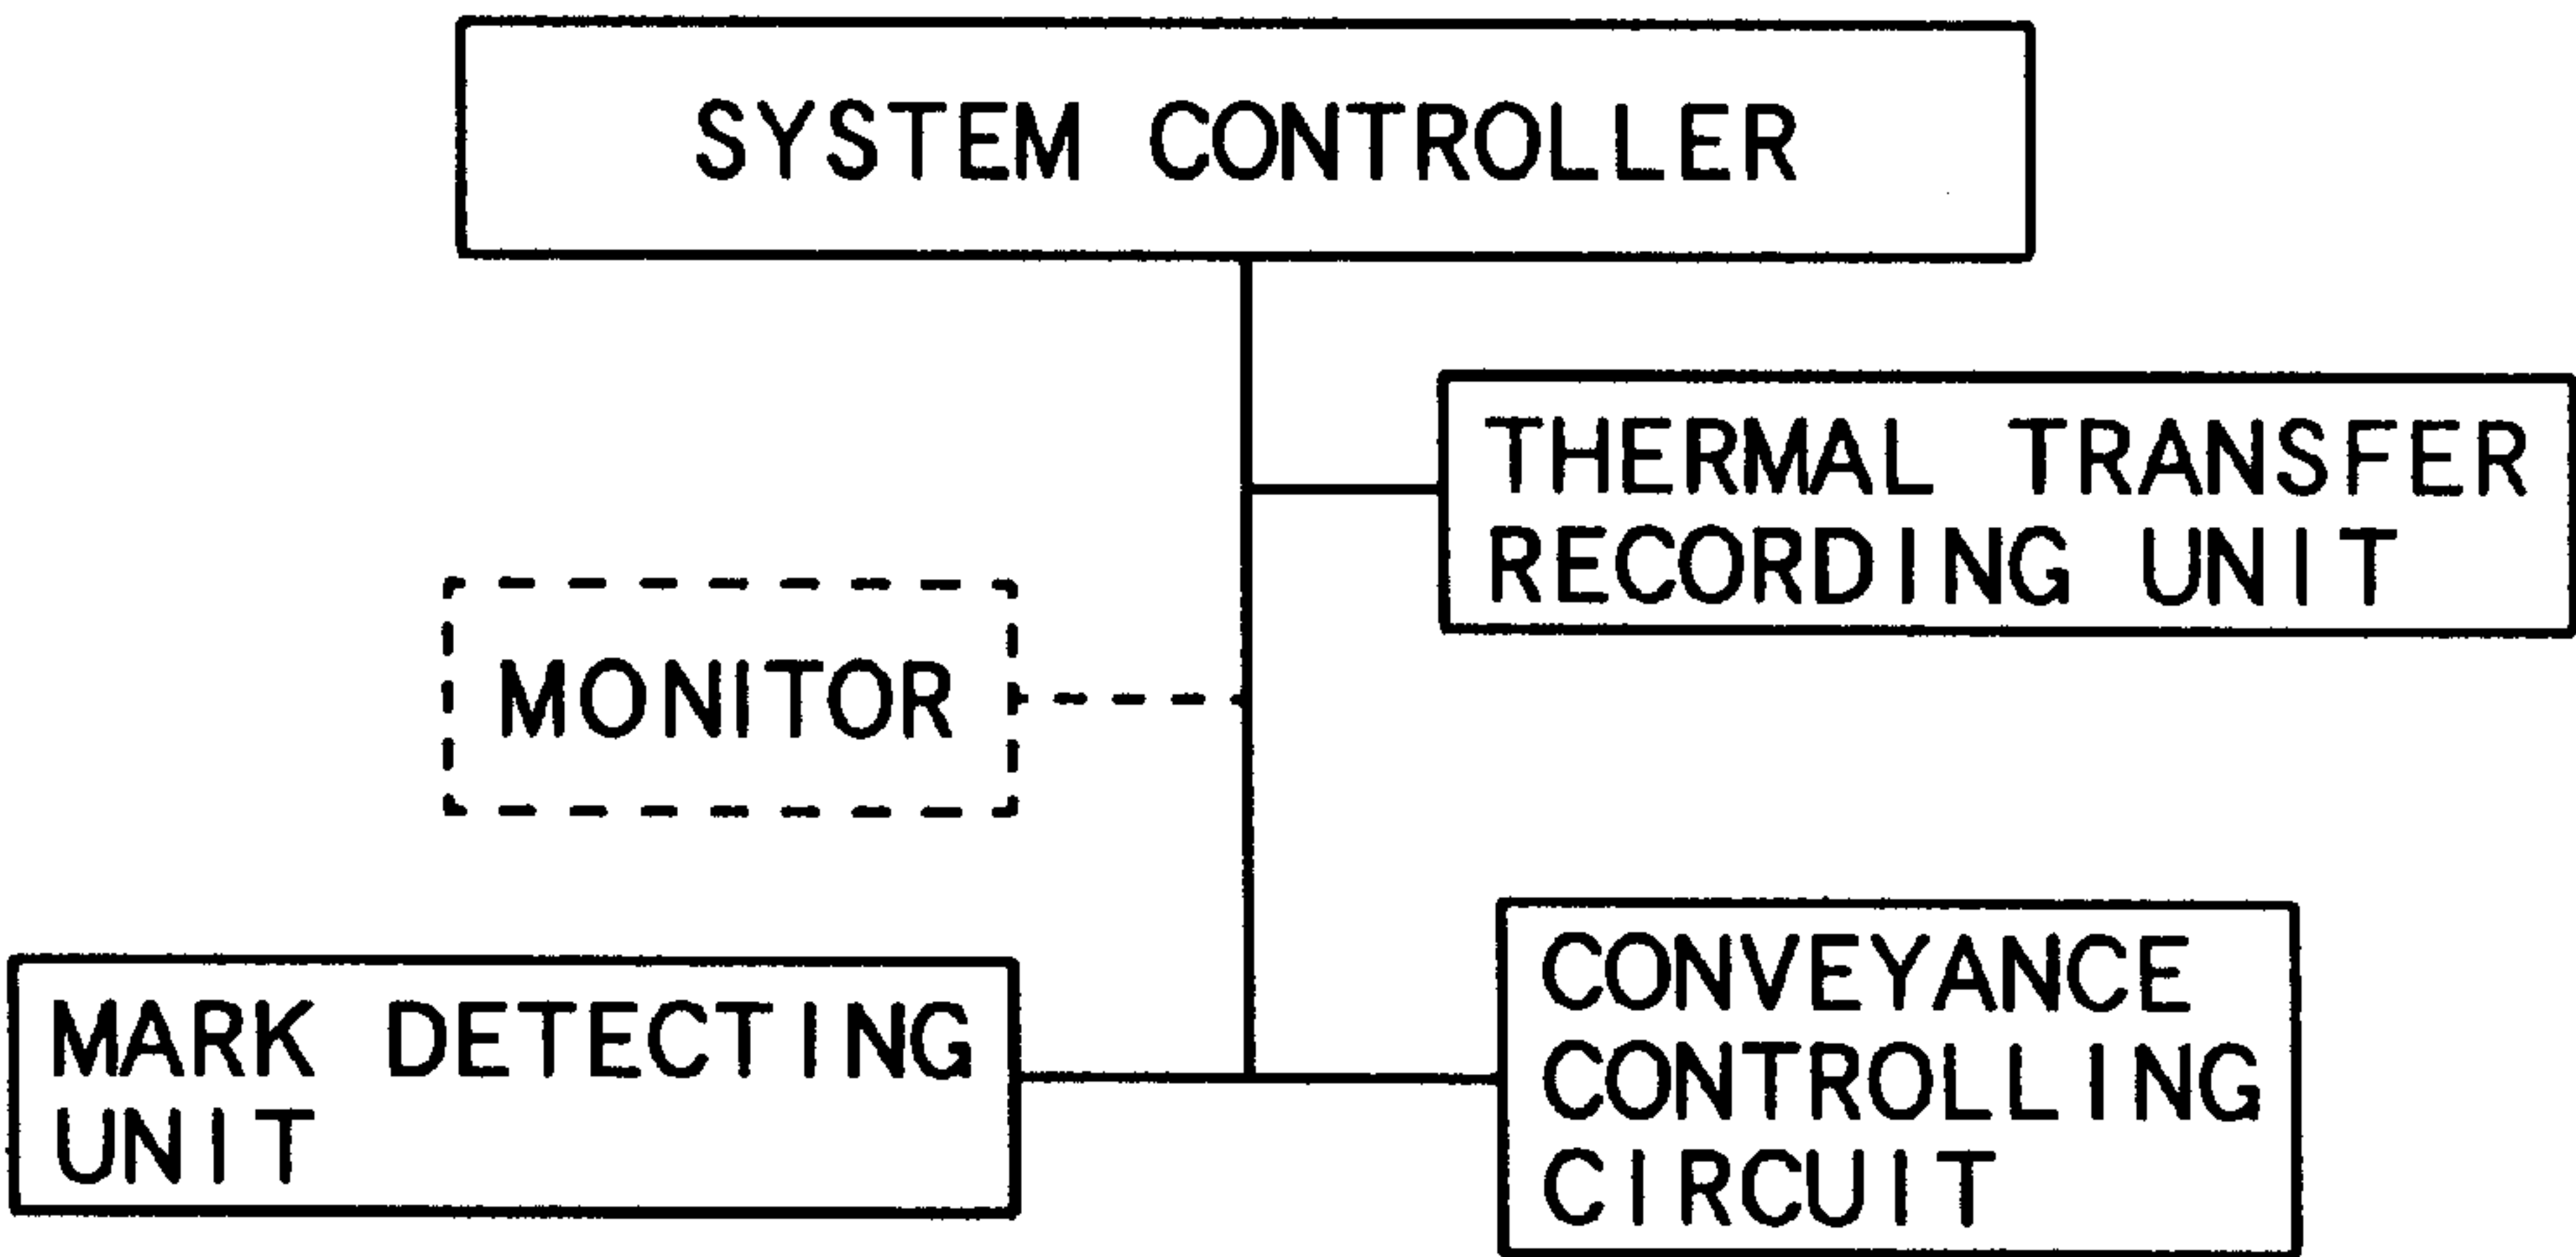 SYSTEM CONTROLLER
THERMAL TRANSFER
RECORDING UNIT
MONITOR
MARK DETECTING
UNIT
CONVEYANCE
CONTROLLING
CIRCUIT